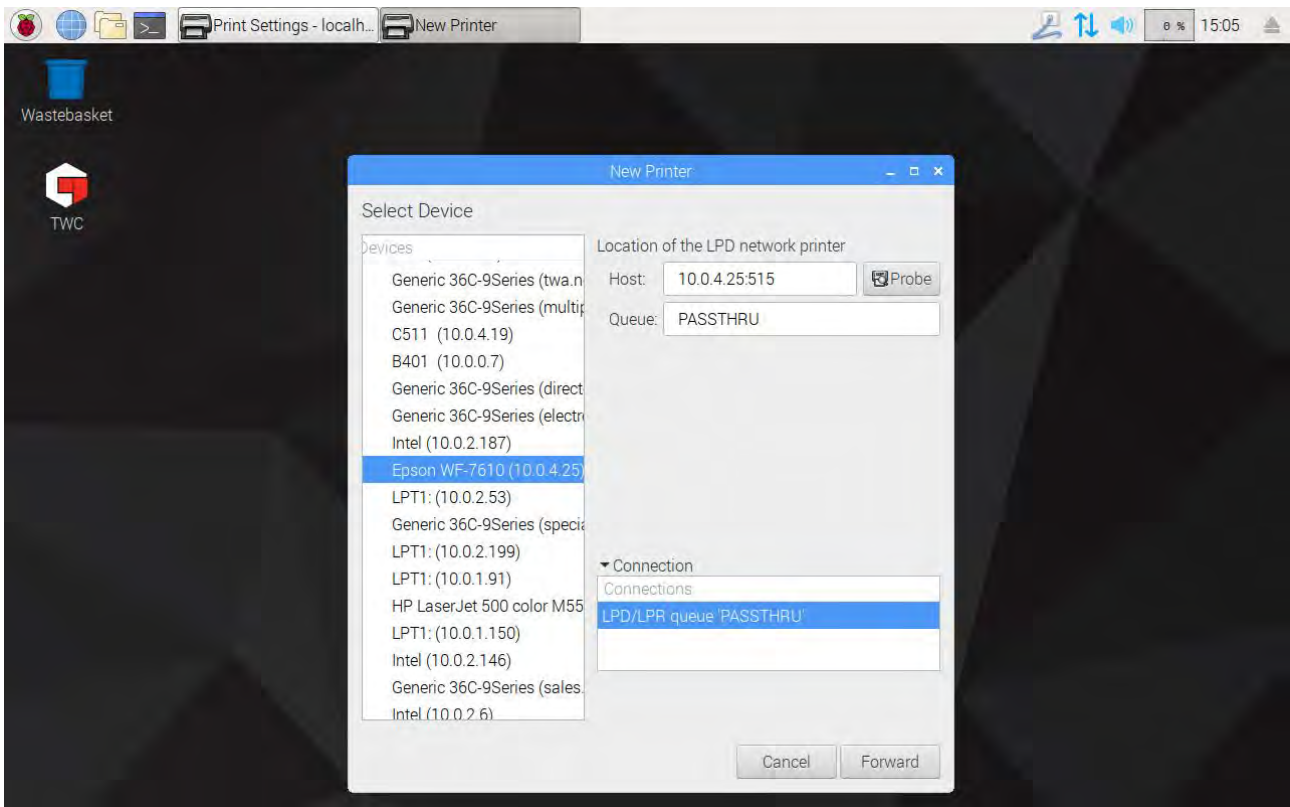 Print Settings - localh... New Printer 0 % 15:05
Wastebasket
TWC
New Printer
Select Device
Devices
Generic 36C-9Series (twa.n
Generic 36C-9Series (multip
C511 (10.0.4.19)
B401 (10.0.0.7)
Generic 36C-9Series (direct
Generic 36C-9Series (electro
Intel (10.0.2.187)
Epson WF-7610 (10.0.4.25)
LPT1: (10.0.2.53)
Generic 36C-9Series (specia
LPT1: (10.0.2.199)
LPT1: (10.0.1.91)
HP LaserJet 500 color M55
LPT1: (10.0.1.150)
Intel (10.0.2.146)
Generic 36C-9Series (sales.
Intel (10.0.2.6)
Location of the LPD network printer
Host: 10.0.4.25:515 Probe
Queue: PASSTHRU
Connection
Connections
LPD/LPR queue 'PASSTHRU'
Cancel Forward